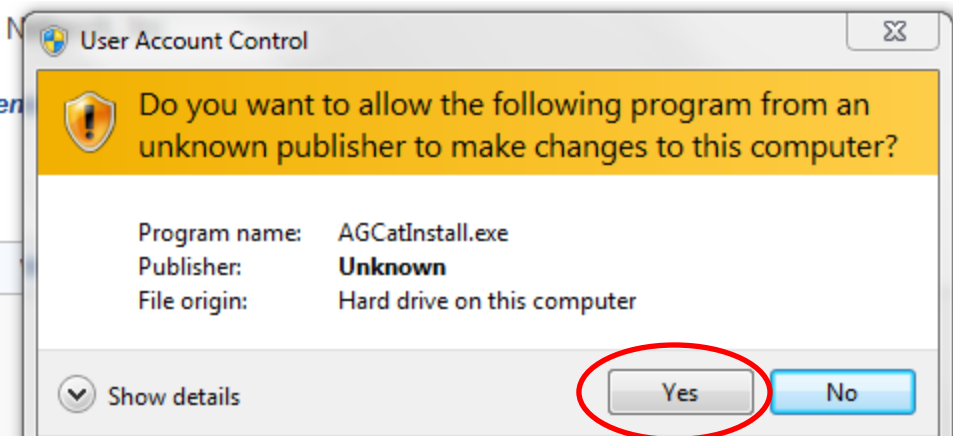 User Account Control
Do you want to allow the following program from an
unknown publisher to make changes to this computer?
Program name: AGCatInstall.exe
Publisher: Unknown
File origin: Hard drive on this computer
Show details
Yes
No